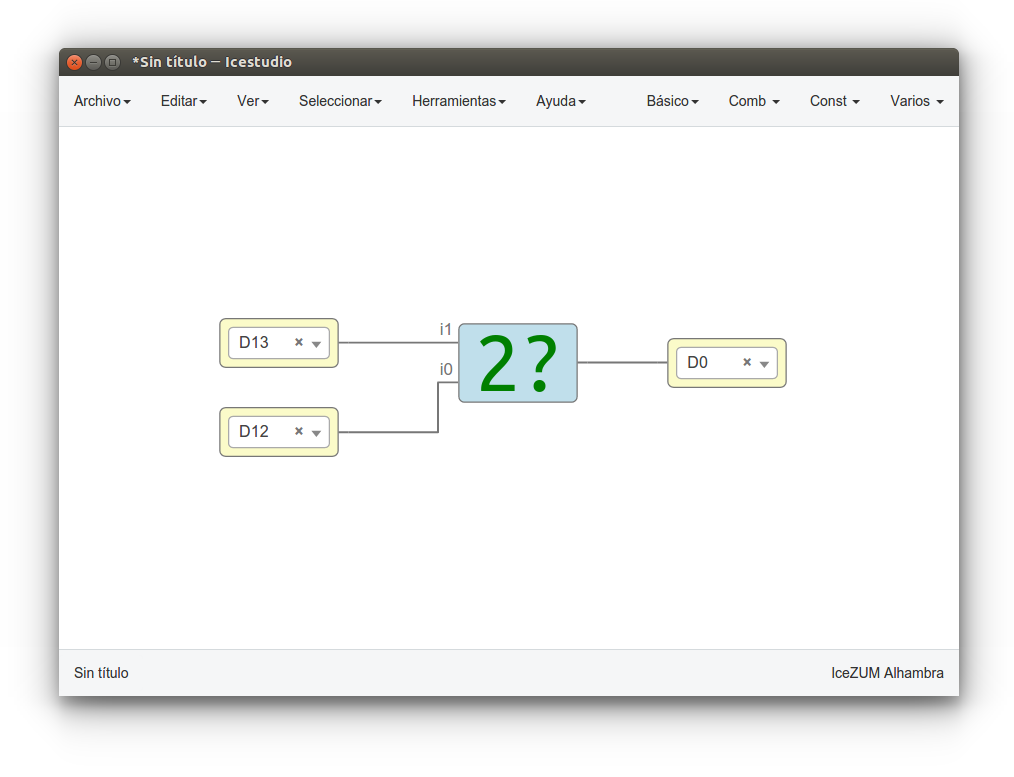 *Sin título — Icestudio
Archivo Editar Ver Seleccionar Herramientas Ayuda Básico Comb Const Varios
i1
D13 ×
2?
D0 ×
i0
D12 ×
Sin título IceZUM Alhambra